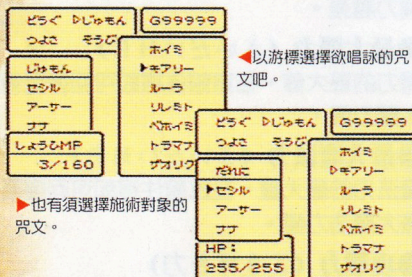 どうぐ ▷じゅもん
つよさ そうび
G99999
じゅもん
セシル
アーサー
ナナ
しょうひMP
3/160
ホイミ
▶キアリー
ルーラ
リレミト
ベホイミ
トラマナ
ザオリク
◀以游標選擇欲唱詠的咒
文吧。
どうぐ ▷じゅもん
つよさ そうび
G99999
だれに
▶セシル
アーサー
ナナ
HP:
255/255
ホイミ
▷キアリー
ルーラ
リレミト
ベホイミ
トラマナ
ザオリク
▶也有須選擇施術對象的
咒文。